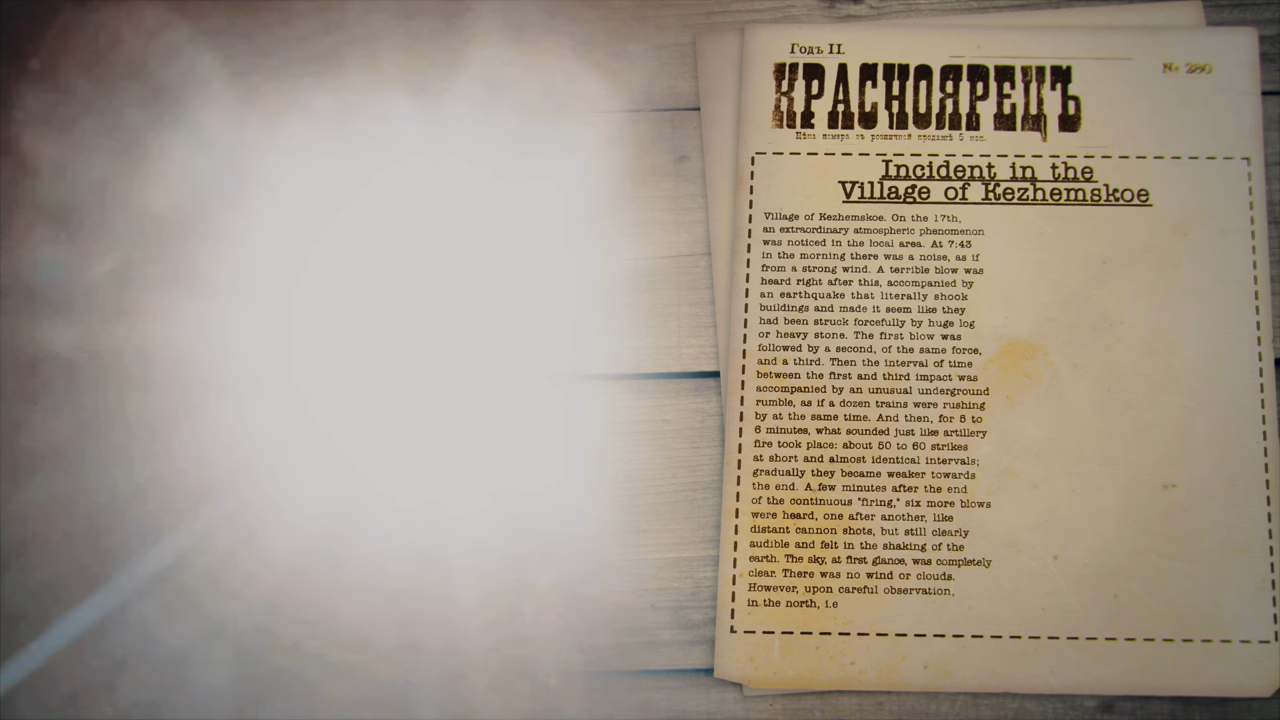 Годъ II.
№ 280
КРАСНОЯРЕЦЪ
Цѣна номера въ розничной продажѣ 5 коп.
Incident in the
Village of Kezhemskoe
Village of Kezhemskoe. On the 17th,
an extraordinary atmospheric phenomenon
was noticed in the local area. At 7:43
in the morning there was a noise, as if
from a strong wind. A terrible blow was
heard right after this, accompanied by
an earthquake that literally shook
buildings and made it seem like they
had been struck forcefully by huge log
or heavy stone. The first blow was
followed by a second, of the same force,
and a third. Then the interval of time
between the first and third impact was
accompanied by an unusual underground
rumble, as if a dozen trains were rushing
by at the same time. And then, for 5 to
6 minutes, what sounded just like artillery
fire took place: about 50 to 60 strikes
at short and almost identical intervals;
gradually they became weaker towards
the end. A few minutes after the end
of the continuous "firing," six more blows
were heard, one after another, like
distant cannon shots, but still clearly
audible and felt in the shaking of the
earth. The sky, at first glance, was completely
clear. There was no wind or clouds.
However, upon careful observation,
in the north, i.e